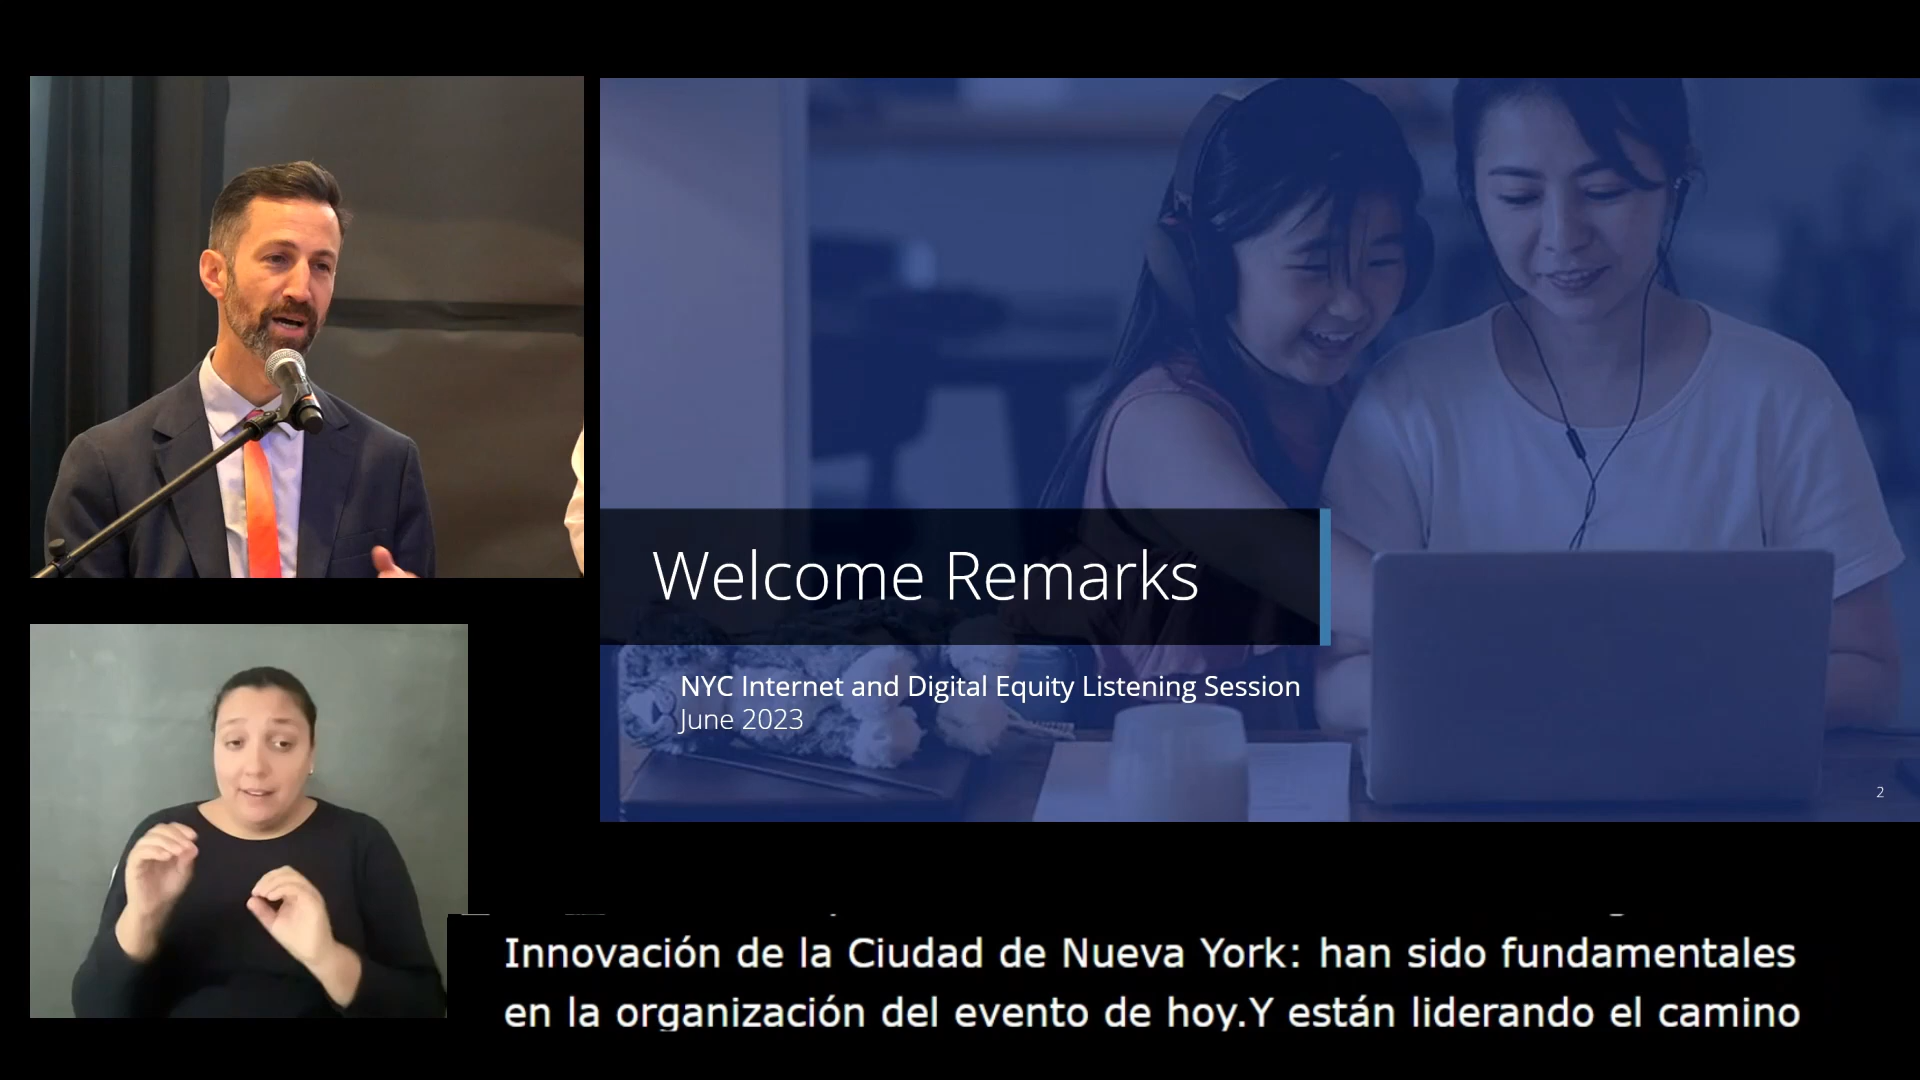 Welcome Remarks
NYC Internet and Digital Equity Listening Session
June 2023
2
Innovación de la Ciudad de Nueva York: han sido fundamentales
en la organización del evento de hoy.Y están liderando el camino